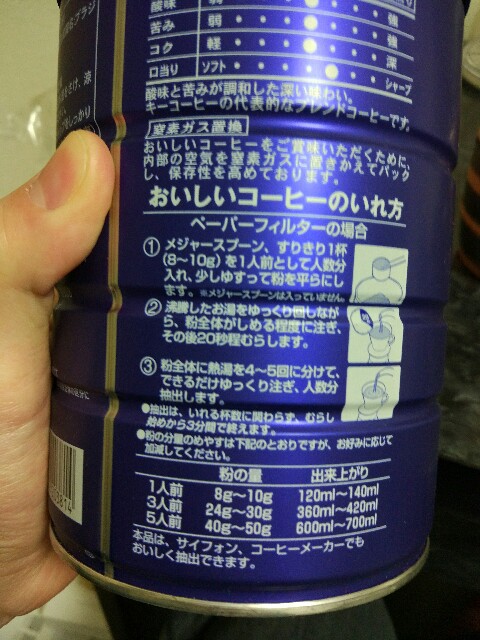 酸味 弱 強
苦み 弱 強
コク 軽 深
口当り ソフト シャープ
酸味と苦みが調和した深い味わい。
キーコーヒーの代表的なブレンドコーヒーです。
窒素ガス置換
おいしいコーヒーをご賞味いただくために、
内部の空気を窒素ガスに置きかえてパック
し、保存性を高めております。
おいしいコーヒーのいれ方
ペーパーフィルターの場合
① メジャースプーン、すりきり1杯
(8〜10g)を1人前として人数分
入れ、少しゆすって粉を平らにし
ます。※メジャースプーンは入っていません。
② 沸騰したお湯をゆっくり回しなが
ら、粉全体がしめる程度に注ぎ、
その後20秒程むらします。
③ 粉全体に熱湯を4〜5回に分けて、
できるだけゆっくり注ぎ、人数分
抽出します。
●抽出は、いれる杯数に関わらず、むらし
始めから3分間で終えます。
●粉の分量のめやすは下記のとおりですが、お好みに応じて
加減してください。
粉の量 出来上がり
1人前 8g〜10g 120ml〜140ml
3人前 24g〜30g 360ml〜420ml
5人前 40g〜50g 600ml〜700ml
本品は、サイフォン、コーヒーメーカーでも
おいしく抽出できます。